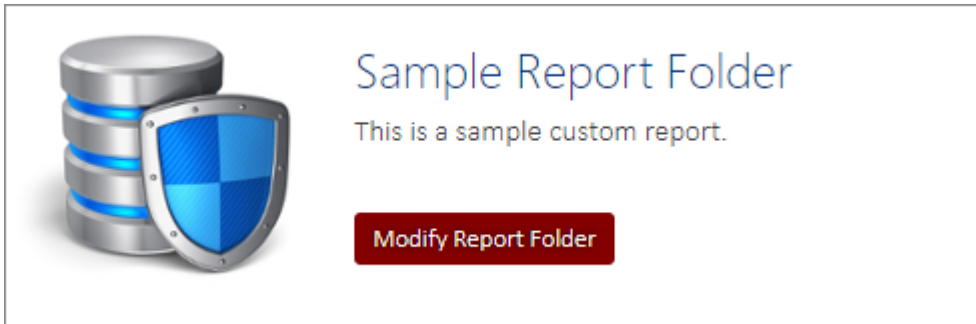 Sample Report Folder
This is a sample custom report.
Modify Report Folder